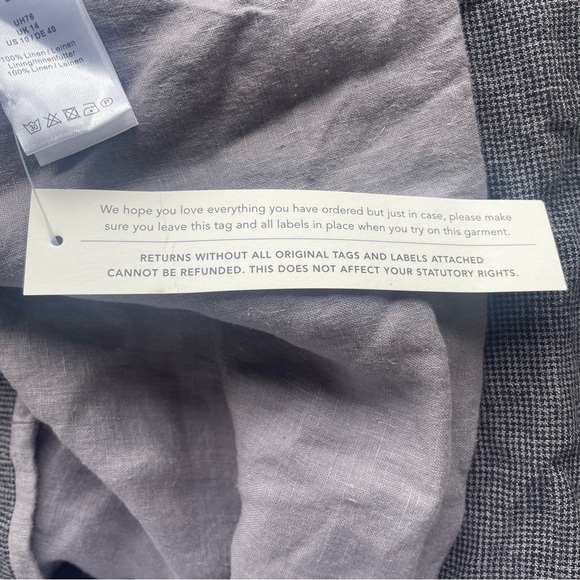 UH76
UK 14
US 10 / DE 40
100% Linen / Leinen
Lining/Innenfutter
100% Linen / Leinen
30
P
We hope you love everything you have ordered but just in case, please make
sure you leave this tag and all labels in place when you try on this garment.
RETURNS WITHOUT ALL ORIGINAL TAGS AND LABELS ATTACHED
CANNOT BE REFUNDED. THIS DOES NOT AFFECT YOUR STATUTORY RIGHTS.